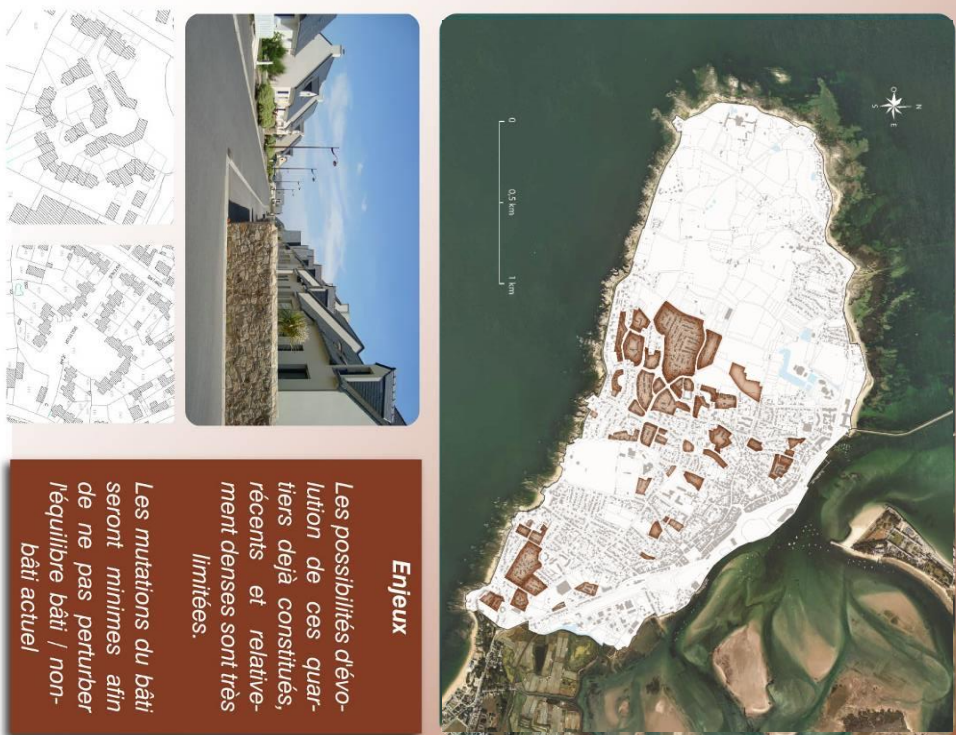 N
O
E
S
0
0,5 km
1 km
Enjeux
Les possibilités d'évo-
lution de ces quar-
tiers déjà constitués,
récents et relative-
ment denses sont très
limitées.
Les mutations du bâti
seront minimes afin
de ne pas perturber
l'équilibre bâti / non-
bâti actuel